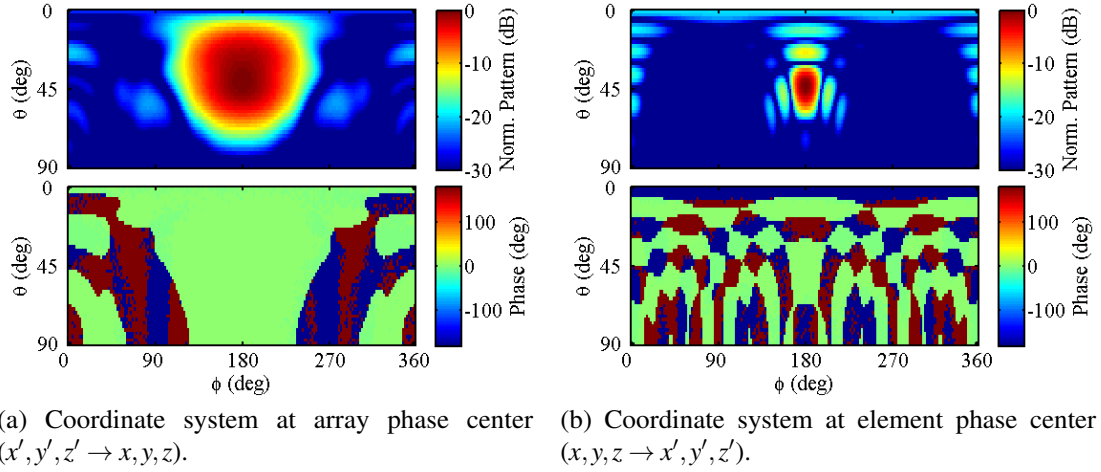 0
45
90
θ (deg)
0
-10
-20
-30
Norm. Pattern (dB)
0
45
90
θ (deg)
0
90
180
270
360
ϕ (deg)
100
0
-100
Phase (deg)
(a) Coordinate system at array phase center
(x′, y′, z′ → x, y, z).
0
45
90
θ (deg)
0
-10
-20
-30
Norm. Pattern (dB)
0
45
90
θ (deg)
0
90
180
270
360
ϕ (deg)
100
0
-100
Phase (deg)
(b) Coordinate system at element phase center
(x, y, z → x′, y′, z′).